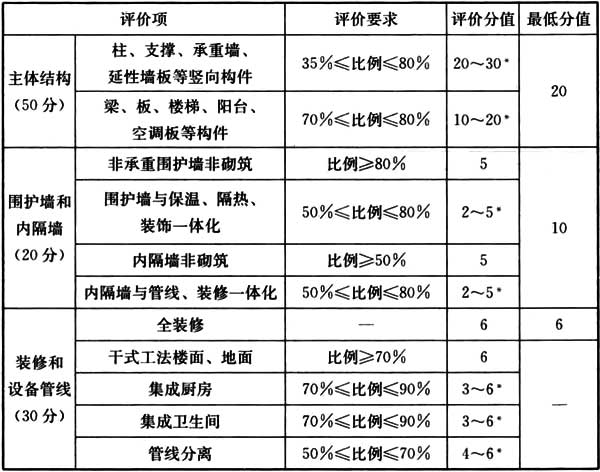 评价项 评价要求 评价分值 最低分值
主体结构
（50分）
柱、支撑、承重墙、
延性墙板等竖向构件
35%≤比例≤80% 20～30*
梁、板、楼梯、阳台、
空调板等构件
70%≤比例≤80% 10～20*
20
围护墙和
内隔墙
（20分）
非承重围护墙非砌筑 比例≥80% 5
围护墙与保温、隔热、
装饰一体化
50%≤比例≤80% 2～5*
内隔墙非砌筑 比例≥50% 5
内隔墙与管线、装修一体化 50%≤比例≤80% 2～5*
10
装修和
设备管线
（30分）
全装修 — 6 6
干式工法楼面、地面 比例≥70% 6
集成厨房 70%≤比例≤90% 3～6*
集成卫生间 70%≤比例≤90% 3～6*
管线分离 50%≤比例≤70% 4～6*
—